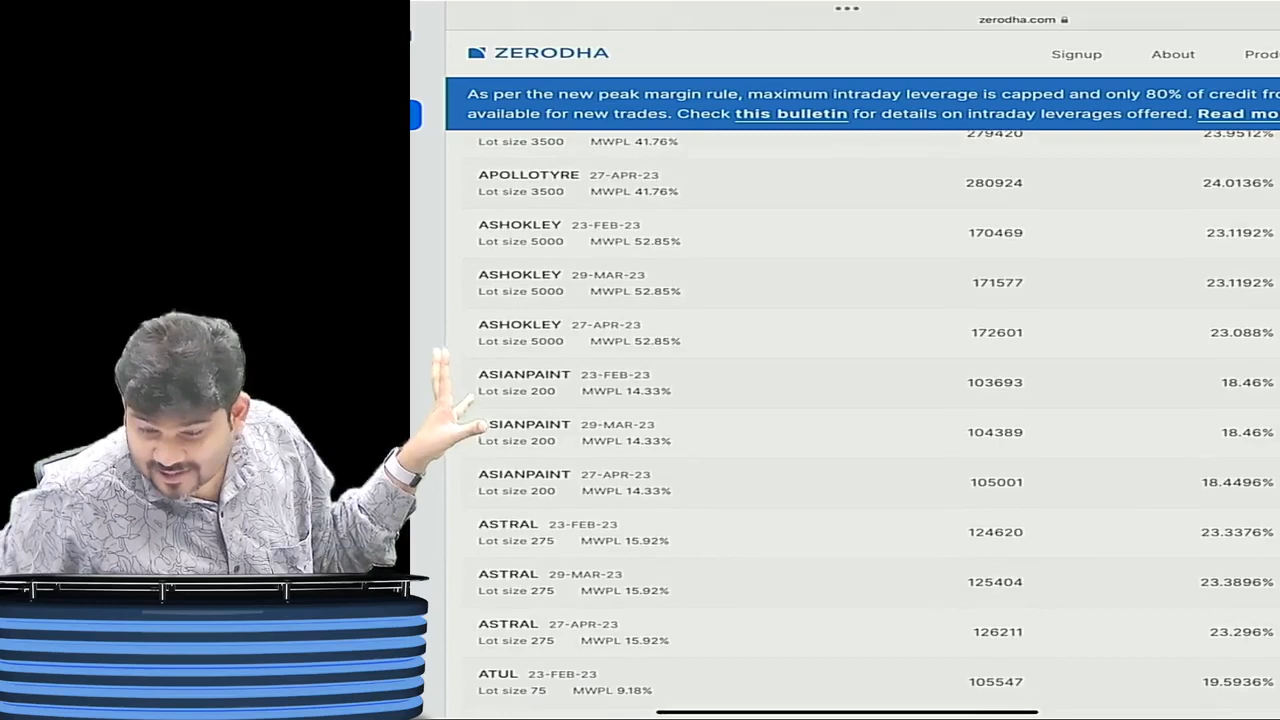 zerodha.com
ZERODHA
Signup About
As per the new peak margin rule, maximum intraday leverage is capped and only 80% of credit
available for new trades. Check this bulletin for details on intraday leverages offered. Read
279420 23.9512%
Lot size 3500 MWPL 41.76%
APOLLOTYRE 27-APR-23
280924 24.0136%
Lot size 3500 MWPL 41.76%
ASHOKLEY 23-FEB-23
170469 23.1192%
Lot size 5000 MWPL 52.85%
ASHOKLEY 29-MAR-23
171577 23.1192%
Lot size 5000 MWPL 52.85%
ASHOKLEY 27-APR-23
172601 23.088%
Lot size 5000 MWPL 52.85%
ASIANPAINT 23-FEB-23
103693 18.46%
Lot size 200 MWPL 14.33%
SIANPAINT 29-MAR-23
104389 18.46%
Lot size 200 MWPL 14.33%
ASIANPAINT 27-APR-23
105001 18.4496%
Lot size 200 MWPL 14.33%
ASTRAL 23-FEB-23
124620 23.3376%
Lot size 275 MWPL 15.92%
ASTRAL 29-MAR-23
125404 23.3896%
Lot size 275 MWPL 15.92%
ASTRAL 27-APR-23
126211 23.296%
Lot size 275 MWPL 15.92%
ATUL 23-FEB-23
105547 19.5936%
Lot size 75 MWPL 9.18%